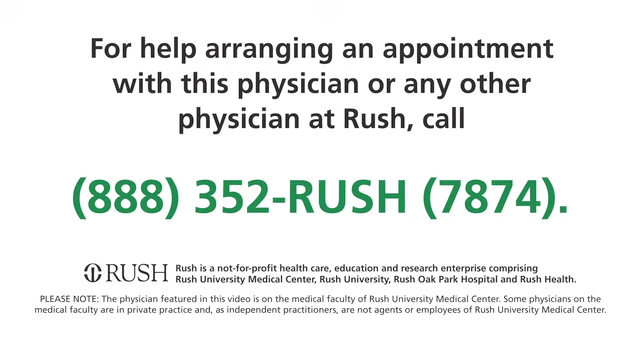 For help arranging an appointment
with this physician or any other
physician at Rush, call
(888) 352-RUSH (7874).
RUSH Rush is a not-for-profit health care, education and research enterprise comprising
Rush University Medical Center, Rush University, Rush Oak Park Hospital and Rush Health.
PLEASE NOTE: The physician featured in this video is on the medical faculty of Rush University Medical Center. Some physicians on the
medical faculty are in private practice and, as independent practitioners, are not agents or employees of Rush University Medical Center.